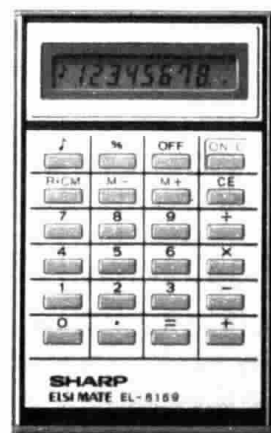 ♪ 12345678.
♪ % OFF ON C
R•CM M− M+ CE
7 8 9 ÷
4 5 6 ×
1 2 3 −
0 • = +
SHARP
ELSI MATE EL-8169